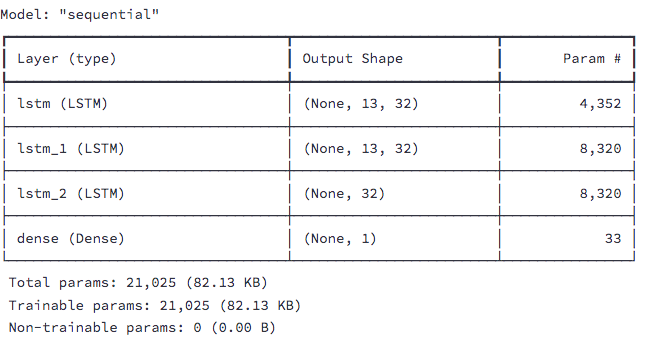 Model: "sequential"
Layer (type) Output Shape Param #
lstm (LSTM) (None, 13, 32) 4,352
lstm_1 (LSTM) (None, 13, 32) 8,320
lstm_2 (LSTM) (None, 32) 8,320
dense (Dense) (None, 1) 33
Total params: 21,025 (82.13 KB)
Trainable params: 21,025 (82.13 KB)
Non-trainable params: 0 (0.00 B)